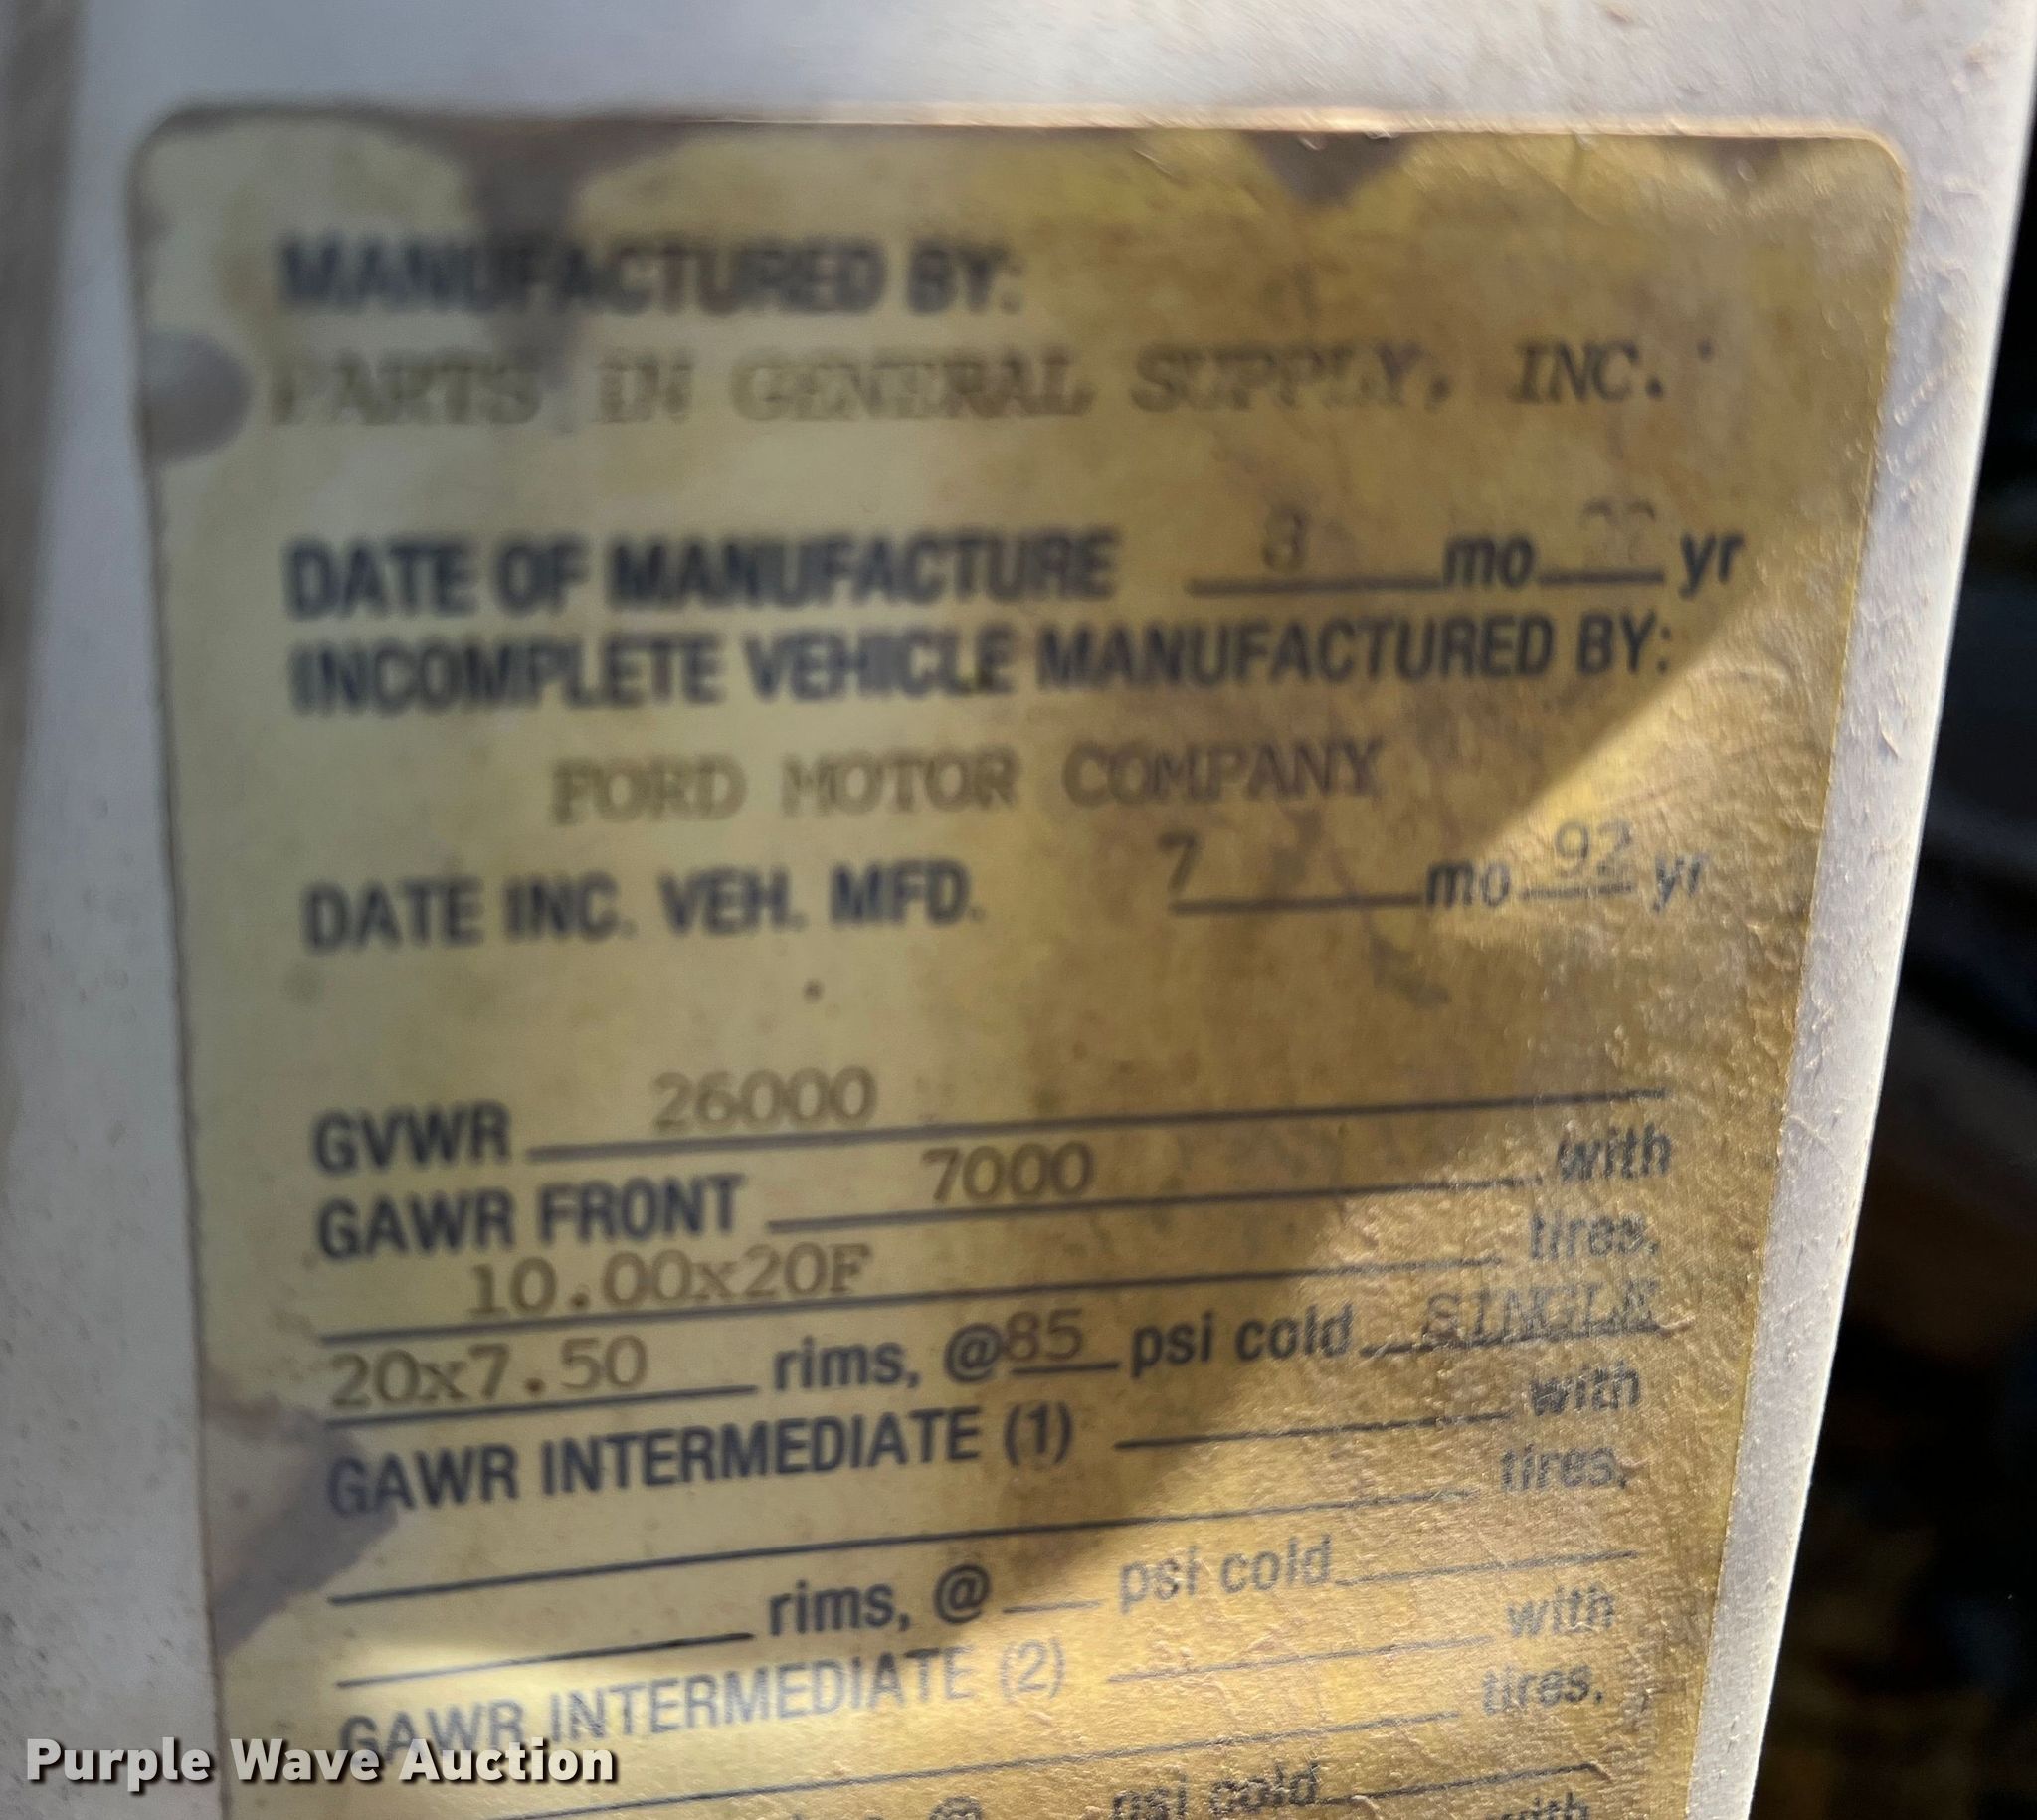 MANUFACTURED BY:
PARTS IN GENERAL SUPPLY, INC.
DATE OF MANUFACTURE 8 mo yr
INCOMPLETE VEHICLE MANUFACTURED BY:
FORD MOTOR COMPANY
DATE INC. VEH. MFD. 7 mo 92 yr
GVWR 26000
GAWR FRONT 7000 with
10.00x20F tires,
20x7.50 rims, @85 psi cold SINGLE
GAWR INTERMEDIATE (1) with
tires,
rims, @ psi cold
GAWR INTERMEDIATE (2) with
tires,
@ psi cold
with
Purple Wave Auction